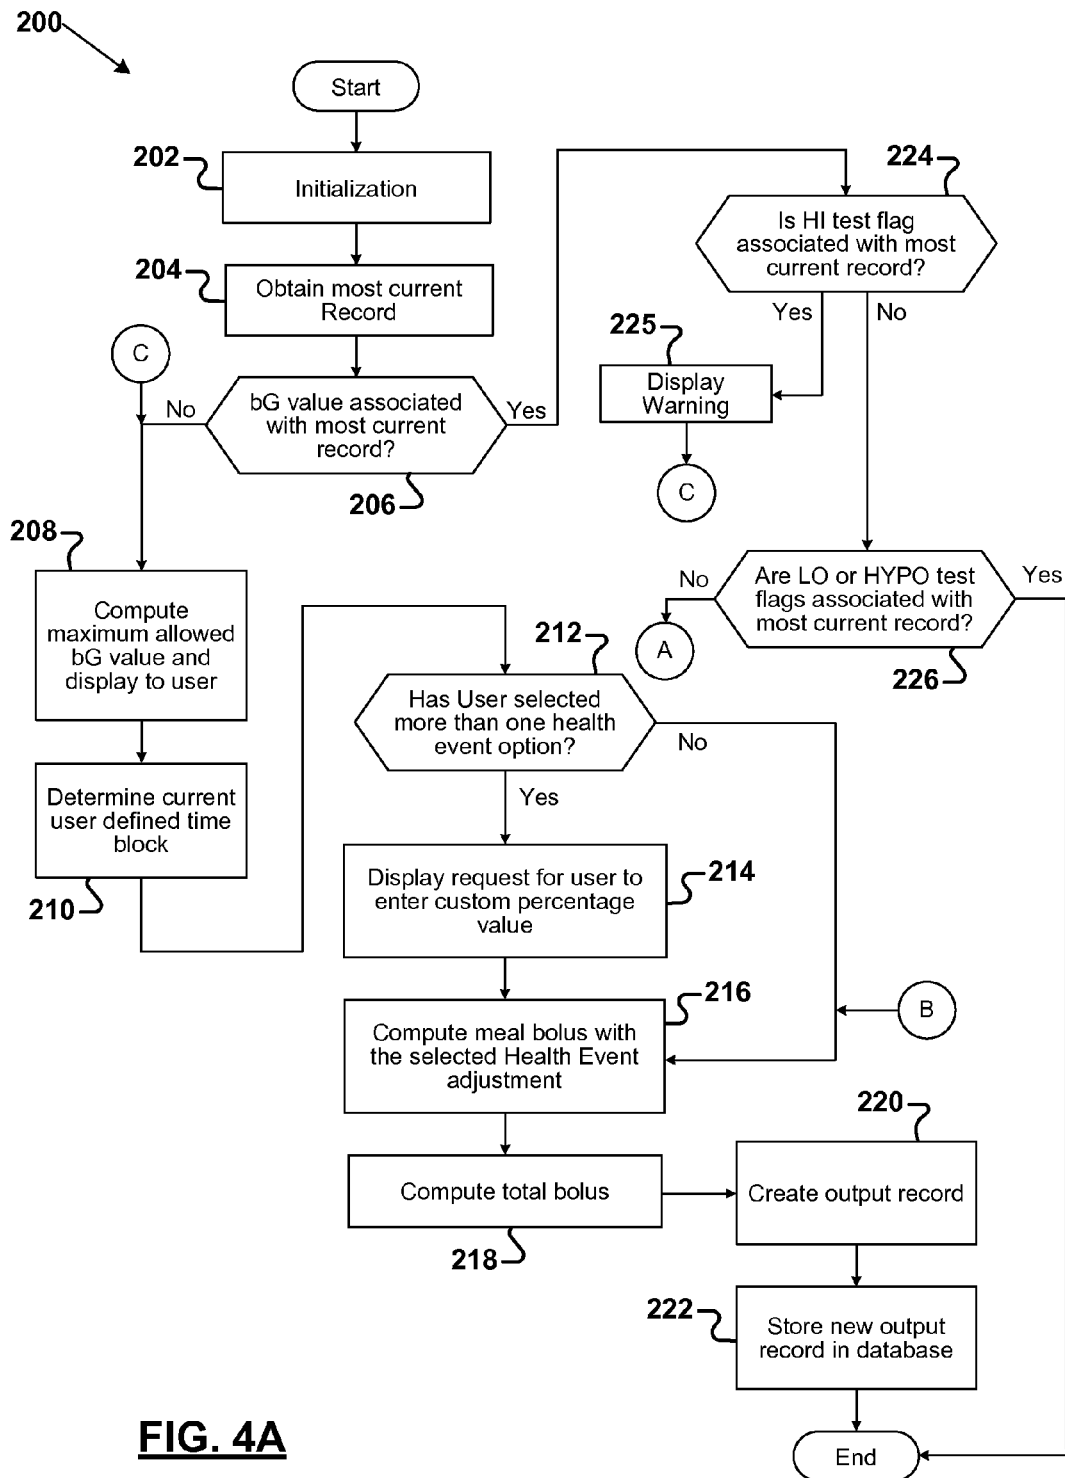 200
Start
202
Initialization
204
Obtain most current
Record
C
No
bG value associated
with most current
record?
Yes
206
224
Is HI test flag
associated with most
current record?
Yes
No
225
Display
Warning
C
No
Are LO or HYPO test
flags associated with
most current record?
Yes
A
226
208
Compute
maximum allowed
bG value and
display to user
Determine current
user defined time
block
210
212
Has User selected
more than one health
event option?
No
Yes
Display request for user to
enter custom percentage
value
214
216
Compute meal bolus with
the selected Health Event
adjustment
B
Compute total bolus
218
220
Create output record
222
Store new output
record in database
End
FIG. 4A